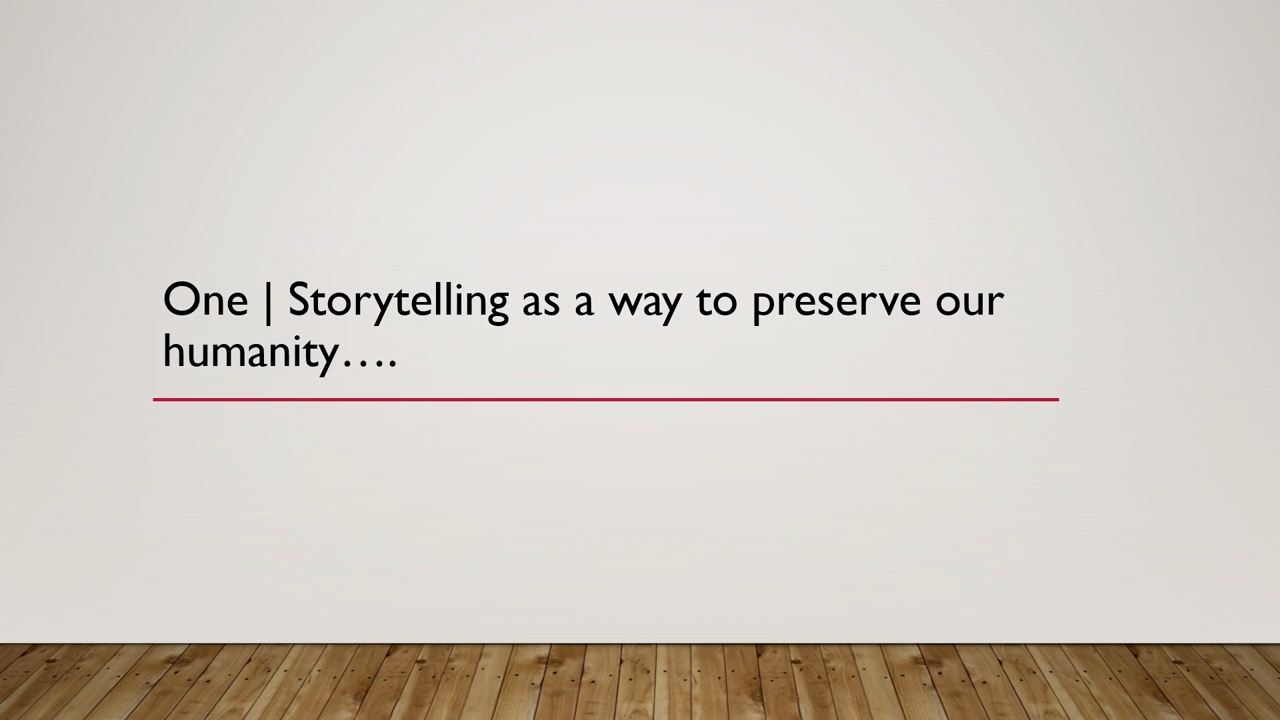 One | Storytelling as a way to preserve our
humanity….